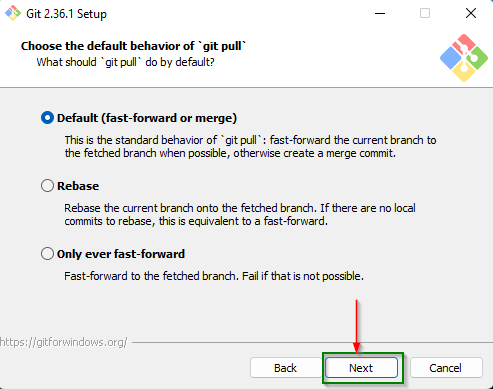 Git 2.36.1 Setup
Choose the default behavior of `git pull`
What should `git pull` do by default?
Default (fast-forward or merge)
This is the standard behavior of `git pull`: fast-forward the current branch to
the fetched branch when possible, otherwise create a merge commit.
Rebase
Rebase the current branch onto the fetched branch. If there are no local
commits to rebase, this is equivalent to a fast-forward.
Only ever fast-forward
Fast-forward to the fetched branch. Fail if that is not possible.
https://gitforwindows.org/
Back Next Cancel